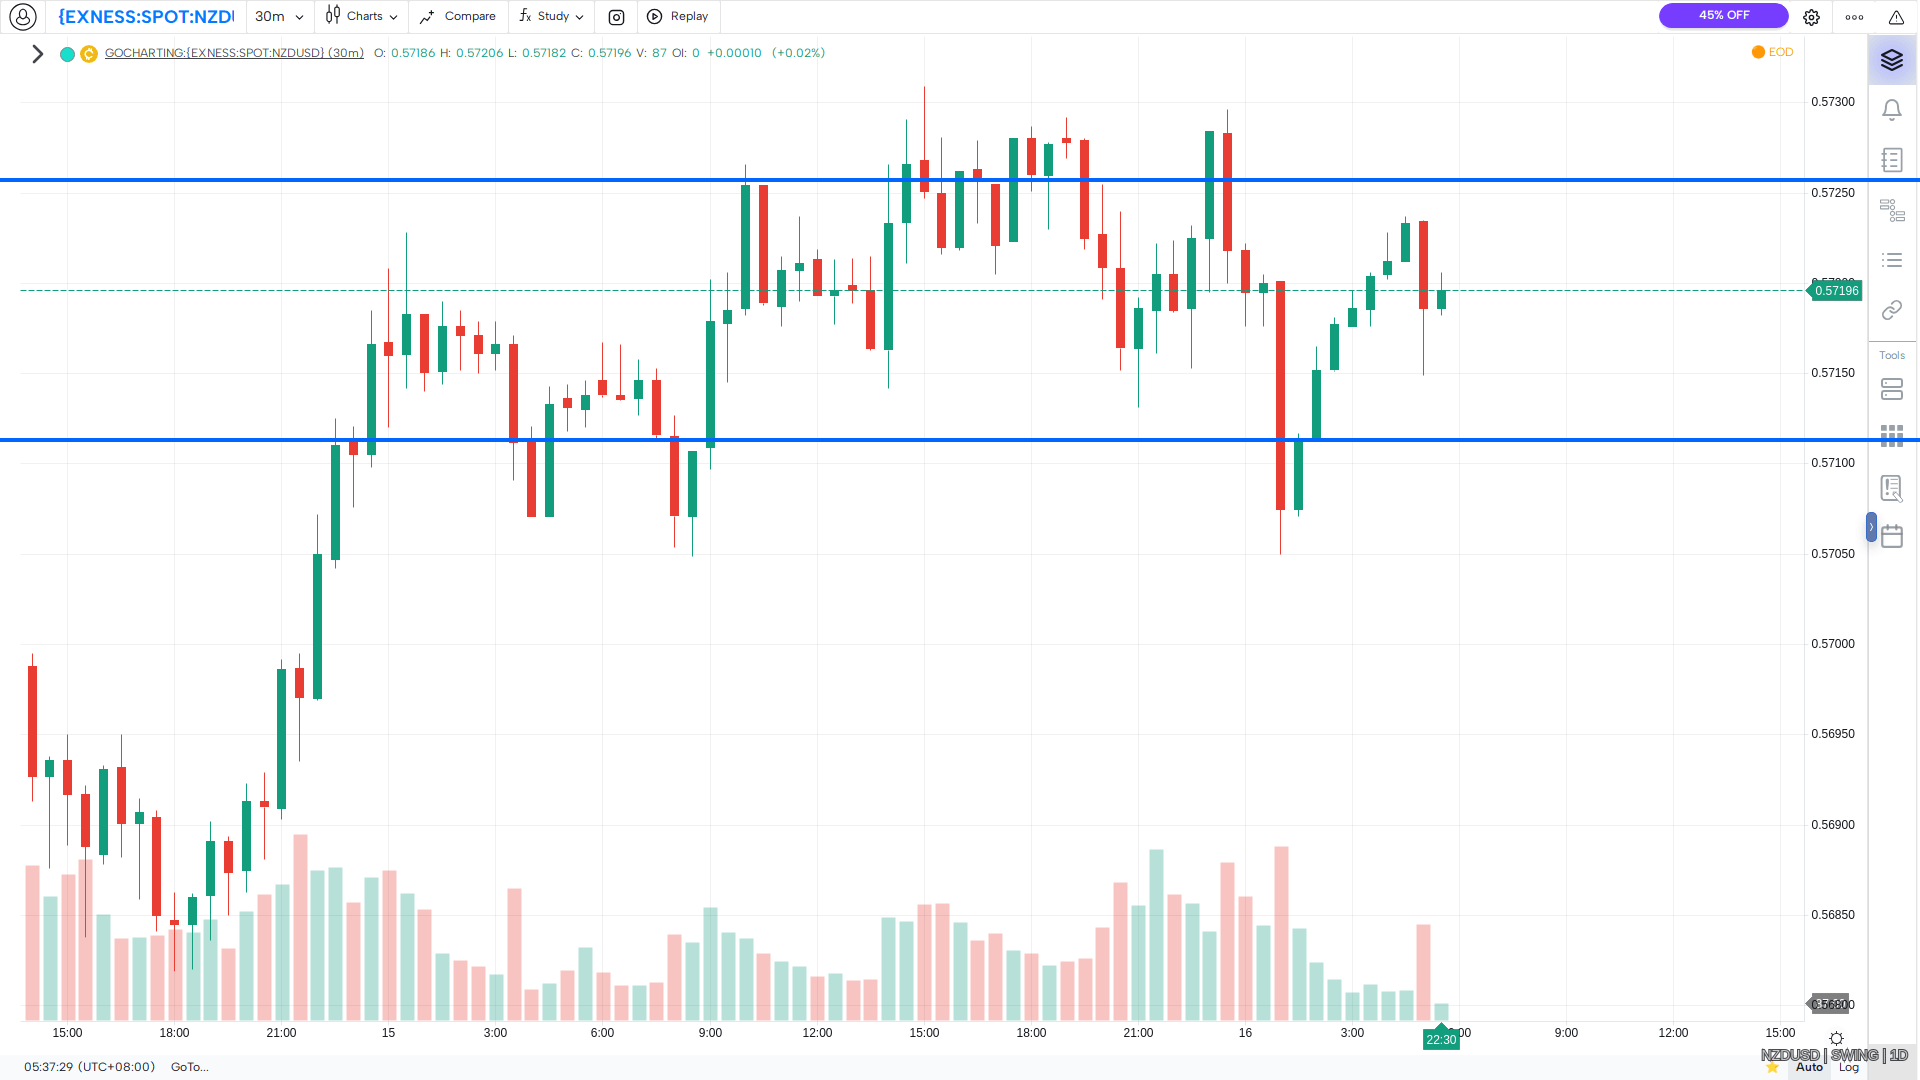 {EXNESS:SPOT:NZDU 30m Charts Compare Study Replay 45% OFF
GOCHARTING:{EXNESS:SPOT:NZDUSD} (30m) O: 0.57186 H: 0.57206 L: 0.57182 C: 0.57196 V: 87 OI: 0 +0.00010 (+0.02%) EOD
0.57300
0.57250
0.57196
Tools
0.57150
0.57100
0.57050
0.57000
0.56950
0.56900
0.56850
0.56800
15:00 18:00 21:00 15 3:00 6:00 9:00 12:00 15:00 18:00 21:00 16 3:00 9:00 12:00 15:00
22:30
NZDUSD | SWING | 1D
05:37:29 (UTC+08:00) GoTo... Auto Log